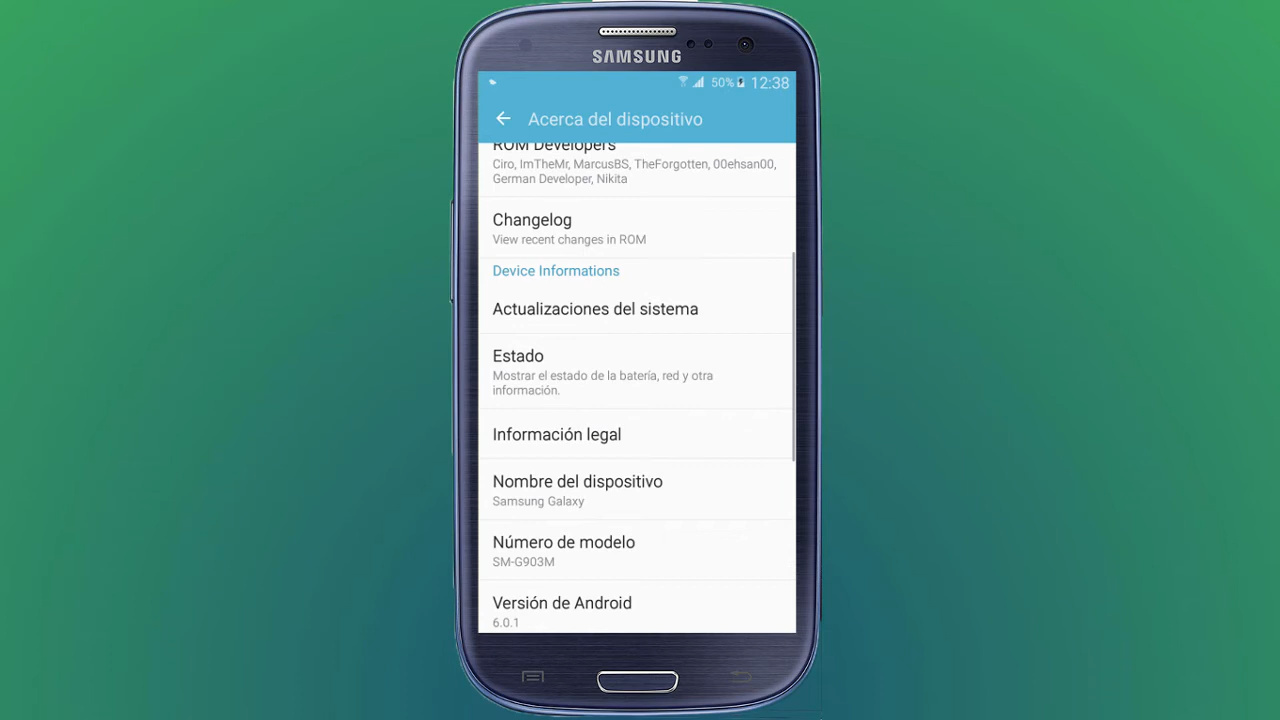 SAMSUNG
50% 12:38
Acerca del dispositivo
ROM Developers
Ciro, ImTheMr, MarcusBS, TheForgotten, 00ehsan00,
German Developer, Nikita
Changelog
View recent changes in ROM
Device Informations
Actualizaciones del sistema
Estado
Mostrar el estado de la batería, red y otra
información.
Información legal
Nombre del dispositivo
Samsung Galaxy
Número de modelo
SM-G903M
Versión de Android
6.0.1